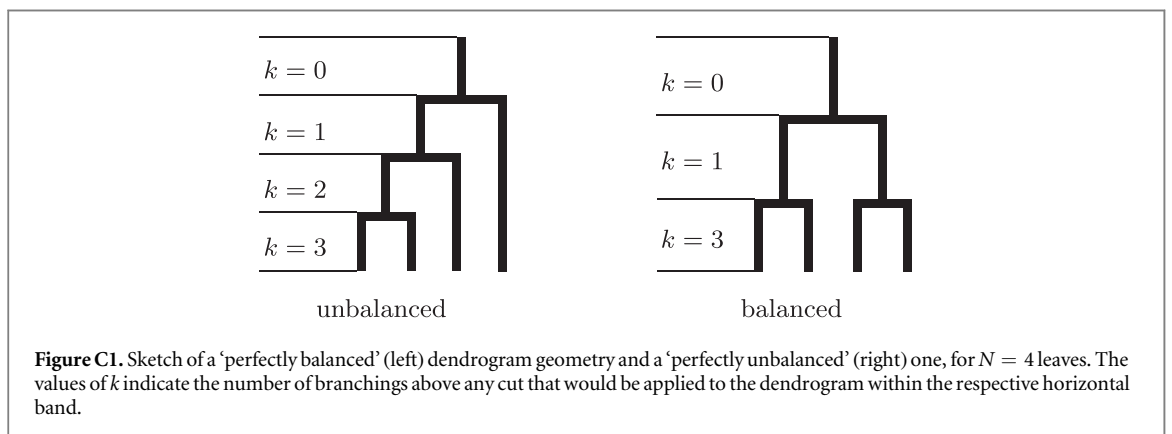 k = 0
k = 1
k = 2
k = 3
unbalanced
k = 0
k = 1
k = 3
balanced
Figure C1. Sketch of a ‘perfectly balanced’ (left) dendrogram geometry and a ‘perfectly unbalanced’ (right) one, for N = 4 leaves. The
values of k indicate the number of branchings above any cut that would be applied to the dendrogram within the respective horizontal
band.